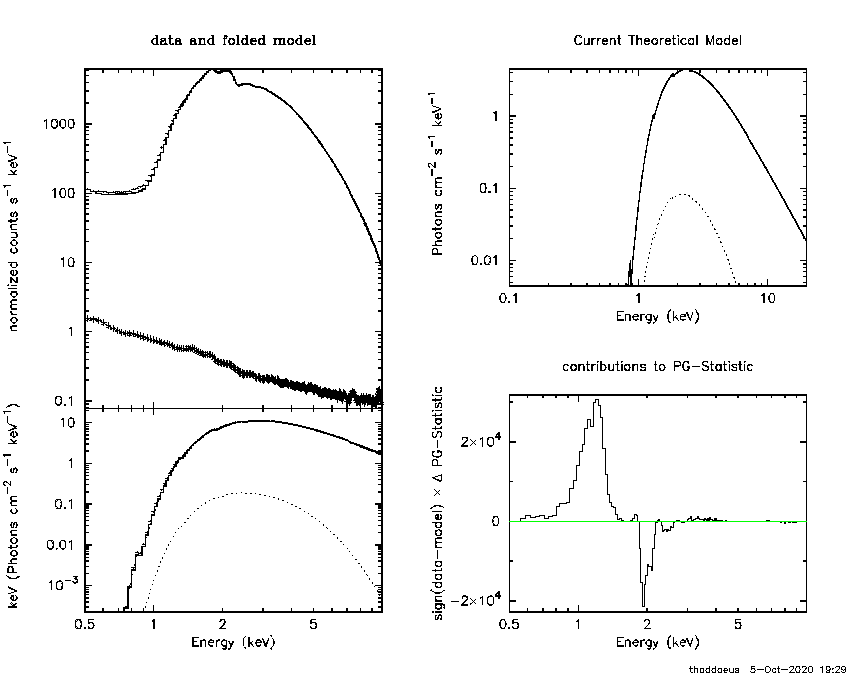 data and folded model
normalized counts s⁻¹ keV⁻¹
1000
100
10
1
0.1
keV (Photons cm⁻² s⁻¹ keV⁻¹)
10
1
0.1
0.01
10⁻³
0.5
1
2
5
Energy (keV)
Current Theoretical Model
Photons cm⁻² s⁻¹ keV⁻¹
1
0.1
0.01
0.1
1
10
Energy (keV)
contributions to PG-Statistic
sign(data-model) × Δ PG-Statistic
2×10⁴
0
−2×10⁴
0.5
1
2
5
Energy (keV)
thaddaeus 5-Oct-2020 19:29